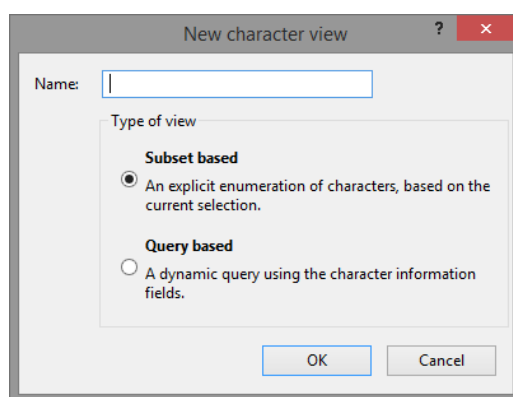 New character view
?
×
Name:
Type of view
Subset based
An explicit enumeration of characters, based on the
current selection.
Query based
A dynamic query using the character information
fields.
OK
Cancel